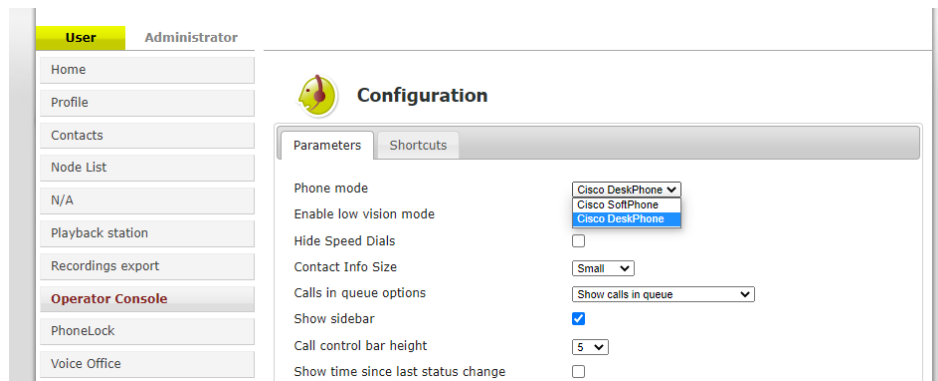 User Administrator
Home
Profile
Contacts
Node List
N/A
Playback station
Recordings export
Operator Console
PhoneLock
Voice Office
Configuration
Parameters Shortcuts
Phone mode Cisco DeskPhone
Cisco SoftPhone
Cisco DeskPhone
Enable low vision mode
Hide Speed Dials
Contact Info Size Small
Calls in queue options Show calls in queue
Show sidebar
Call control bar height 5
Show time since last status change